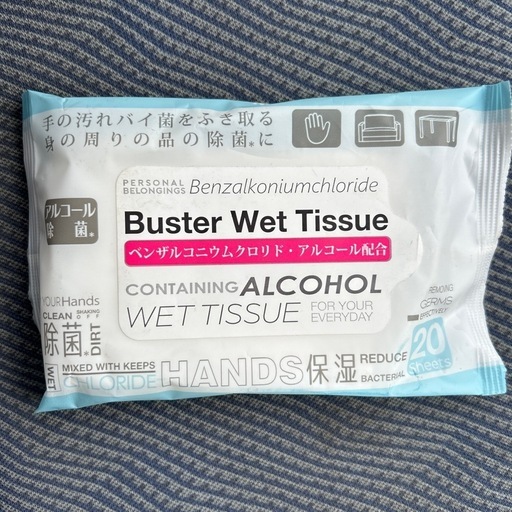 手の汚れバイ菌をふき取る
身の周りの品の除菌*に
PERSONAL
BELONGINGS
Benzalkoniumchloride
アルコール
除菌*
Buster Wet Tissue
ベンザルコニウムクロリド・アルコール配合
CONTAINING ALCOHOL
WET TISSUE FOR YOUR
EVERYDAY
YOURHands
CLEAN SHAKING
OFF
除菌*
DIRT
REMOVING
GERMS
EFFECTIVELY
20
Sheets
WET
MIXED WITH KEEPS
CHLORIDE
HANDS
保湿
REDUCE
BACTERIAL